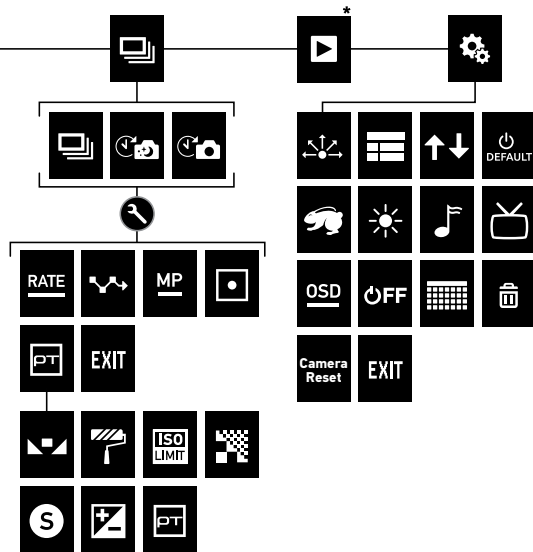 *
DEFAULT
RATE
MP
OSD
OFF
PT
EXIT
Camera
Reset
EXIT
ISO
LIMIT
S
PT